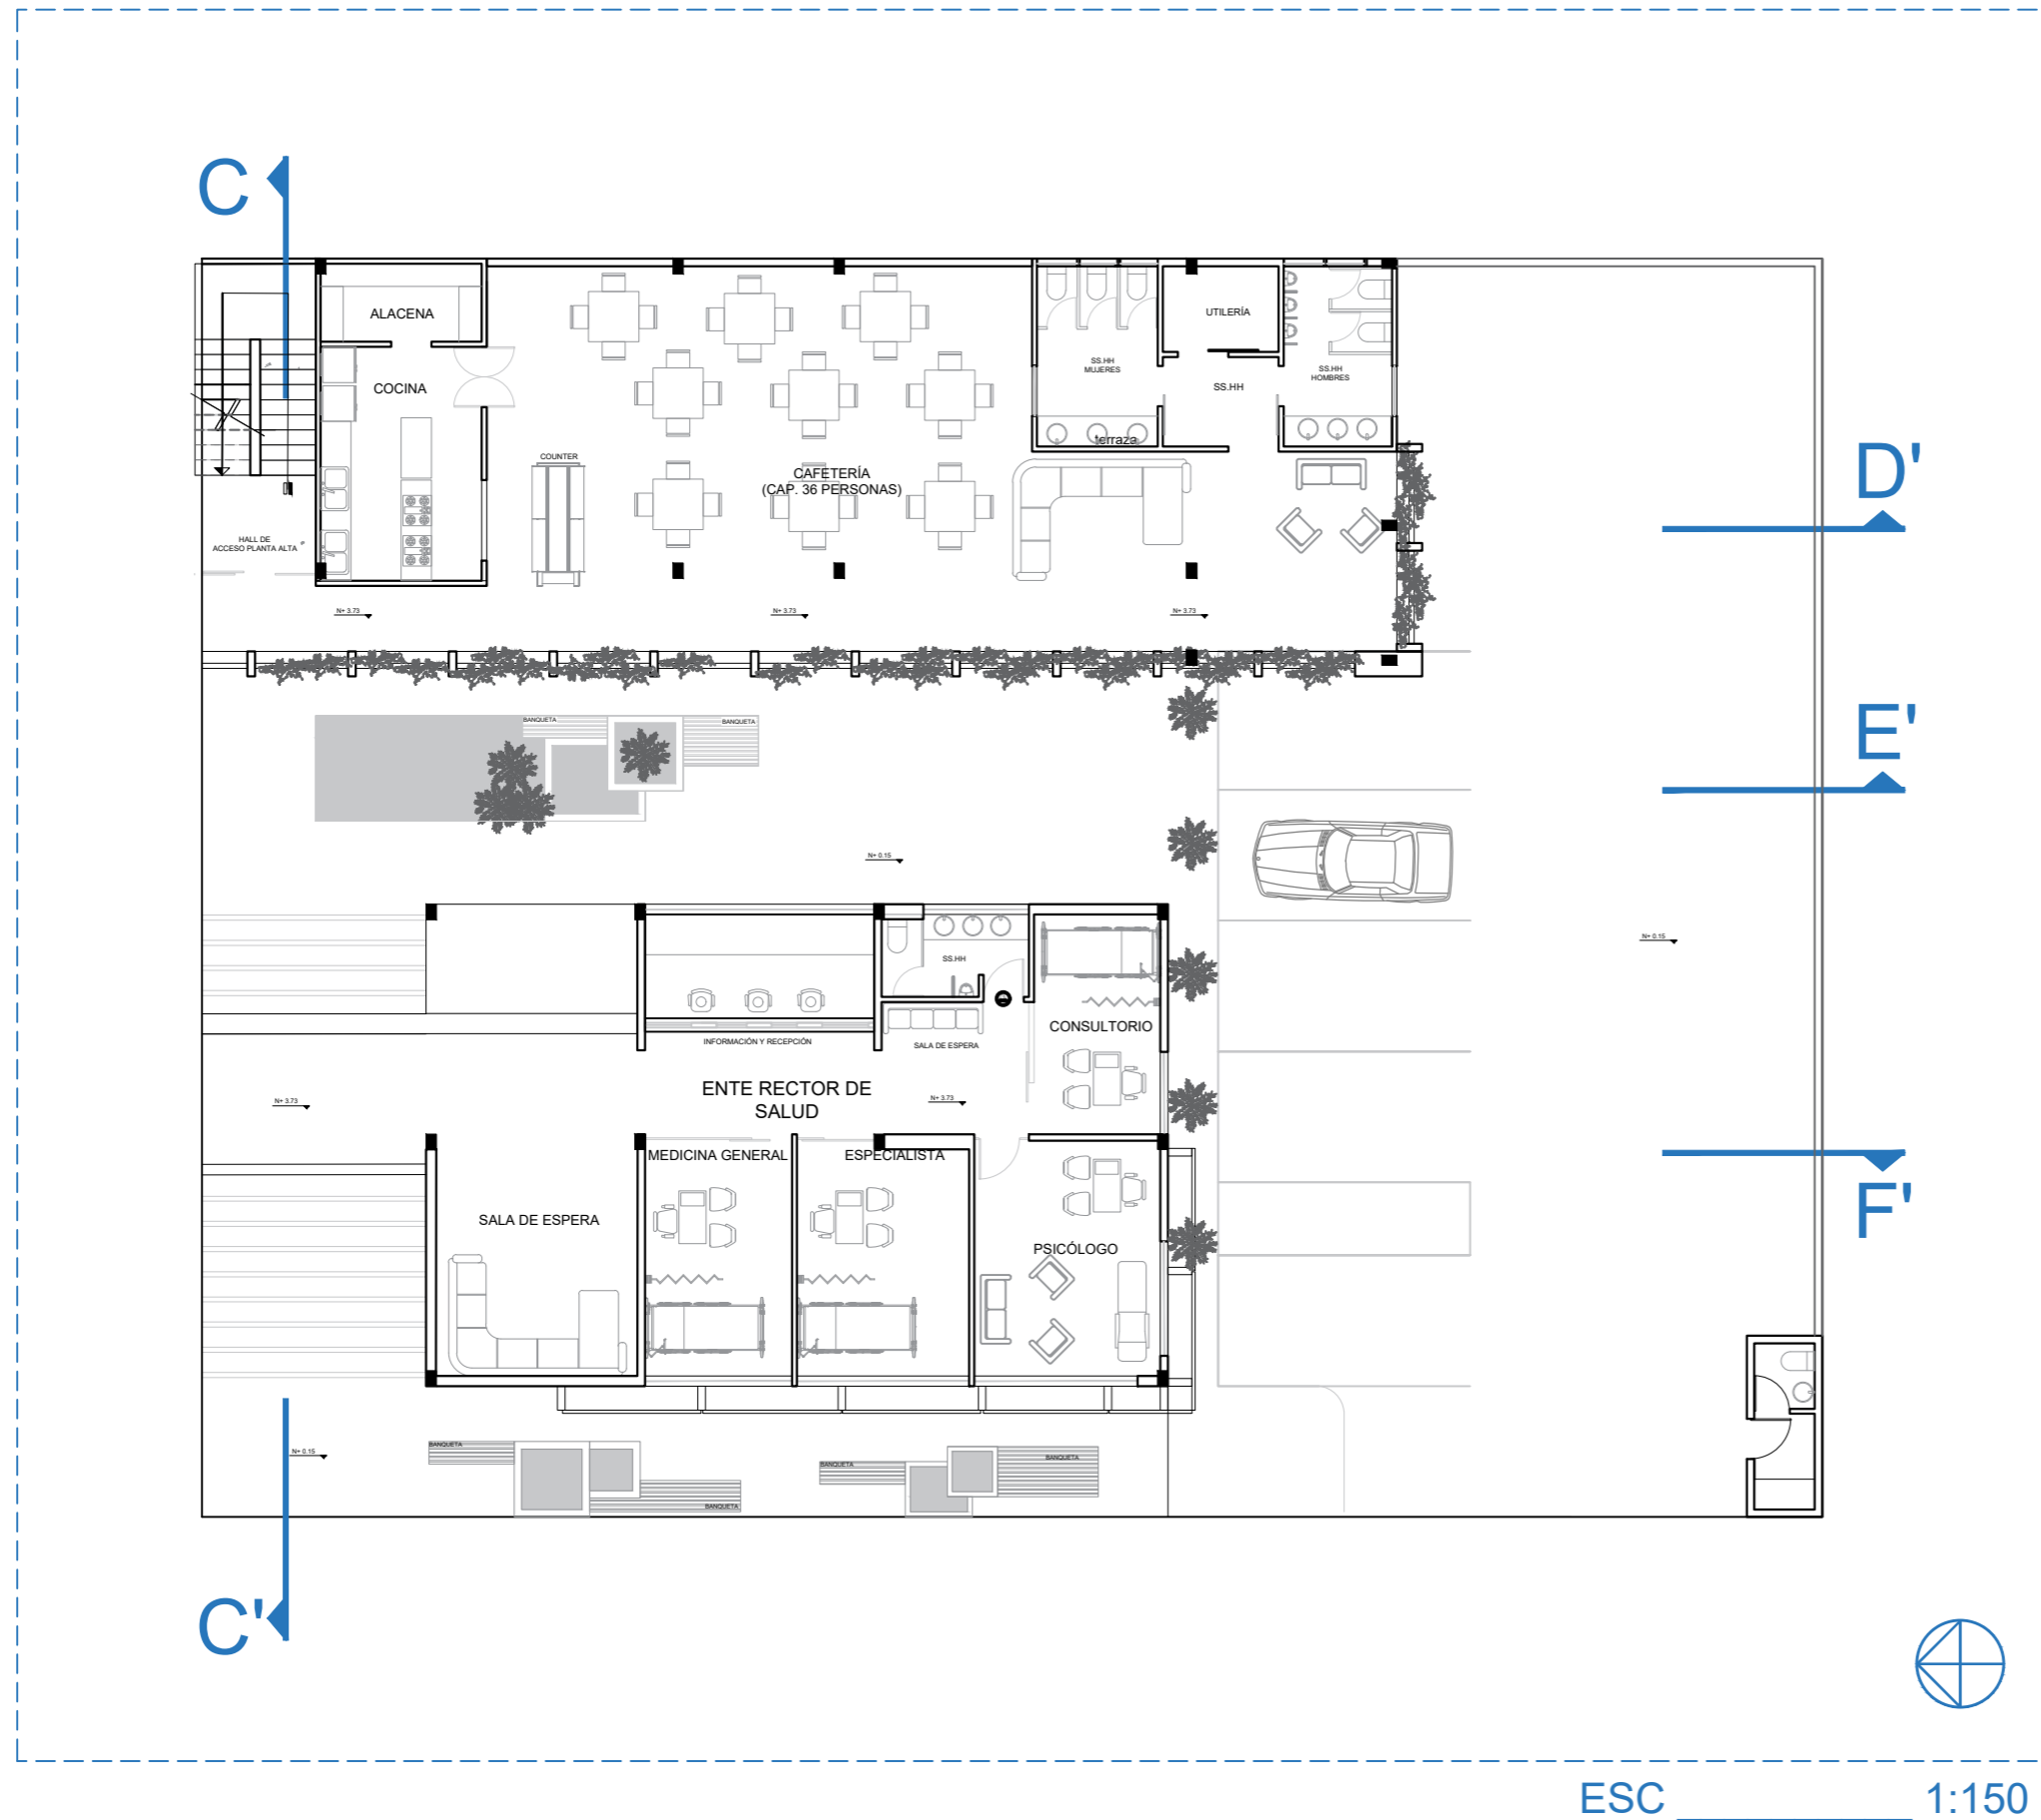 C
ALACENA
UTILERÍA
SS.HH
MUJERES
SS.HH
HOMBRES
COCINA
SS.HH
terraza
COUNTER
CAFETERÍA
(CAP. 36 PERSONAS)
D'
HALL DE
ACCESO PLANTA ALTA
N+ 3.73
N+ 3.73
N+ 3.73
BANQUETA
BANQUETA
E'
N+ 0.15
N+ 0.15
SS.HH
CONSULTORIO
INFORMACIÓN Y RECEPCIÓN
SALA DE ESPERA
ENTE RECTOR DE
SALUD
N+ 3.73
N+ 3.73
MEDICINA GENERAL
ESPECIALISTA
F'
SALA DE ESPERA
PSICÓLOGO
N+ 0.15
BANQUETA
BANQUETA
BANQUETA
BANQUETA
C'
ESC 1:150